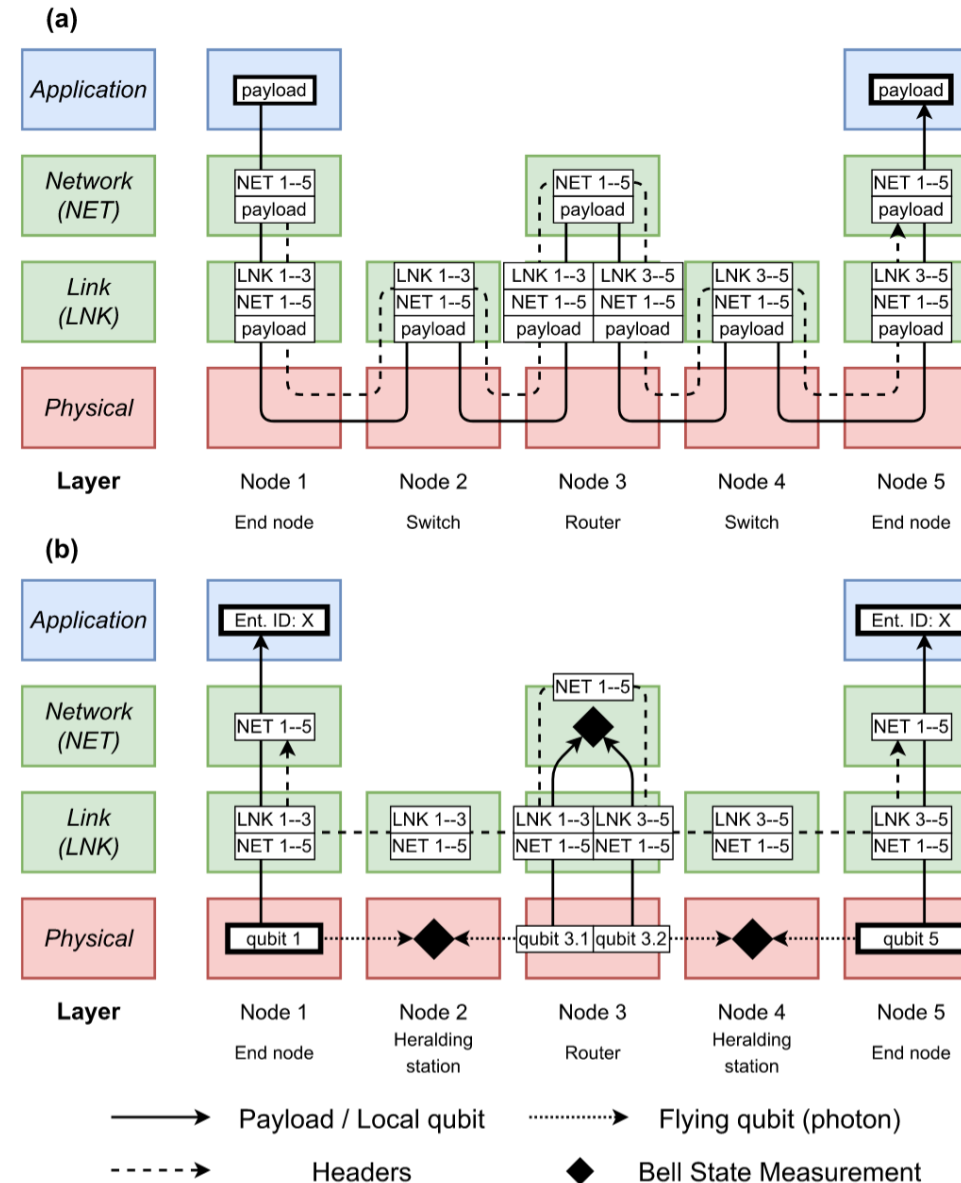 (a)
Application
payload
payload
Network
(NET)
NET 1--5
payload
NET 1--5
payload
NET 1--5
payload
Link
(LNK)
LNK 1--3
NET 1--5
payload
LNK 1--3
NET 1--5
payload
LNK 1--3
NET 1--5
payload
LNK 3--5
NET 1--5
payload
LNK 3--5
NET 1--5
payload
LNK 3--5
NET 1--5
payload
Physical
Layer
Node 1
End node
Node 2
Switch
Node 3
Router
Node 4
Switch
Node 5
End node
(b)
Application
Ent. ID: X
Ent. ID: X
Network
(NET)
NET 1--5
NET 1--5
NET 1--5
Link
(LNK)
LNK 1--3
NET 1--5
LNK 1--3
NET 1--5
LNK 1--3
NET 1--5
LNK 3--5
NET 1--5
LNK 3--5
NET 1--5
LNK 3--5
NET 1--5
Physical
qubit 1
qubit 3.1
qubit 3.2
qubit 5
Layer
Node 1
End node
Node 2
Heralding
station
Node 3
Router
Node 4
Heralding
station
Node 5
End node
Payload / Local qubit
Flying qubit (photon)
Headers
Bell State Measurement